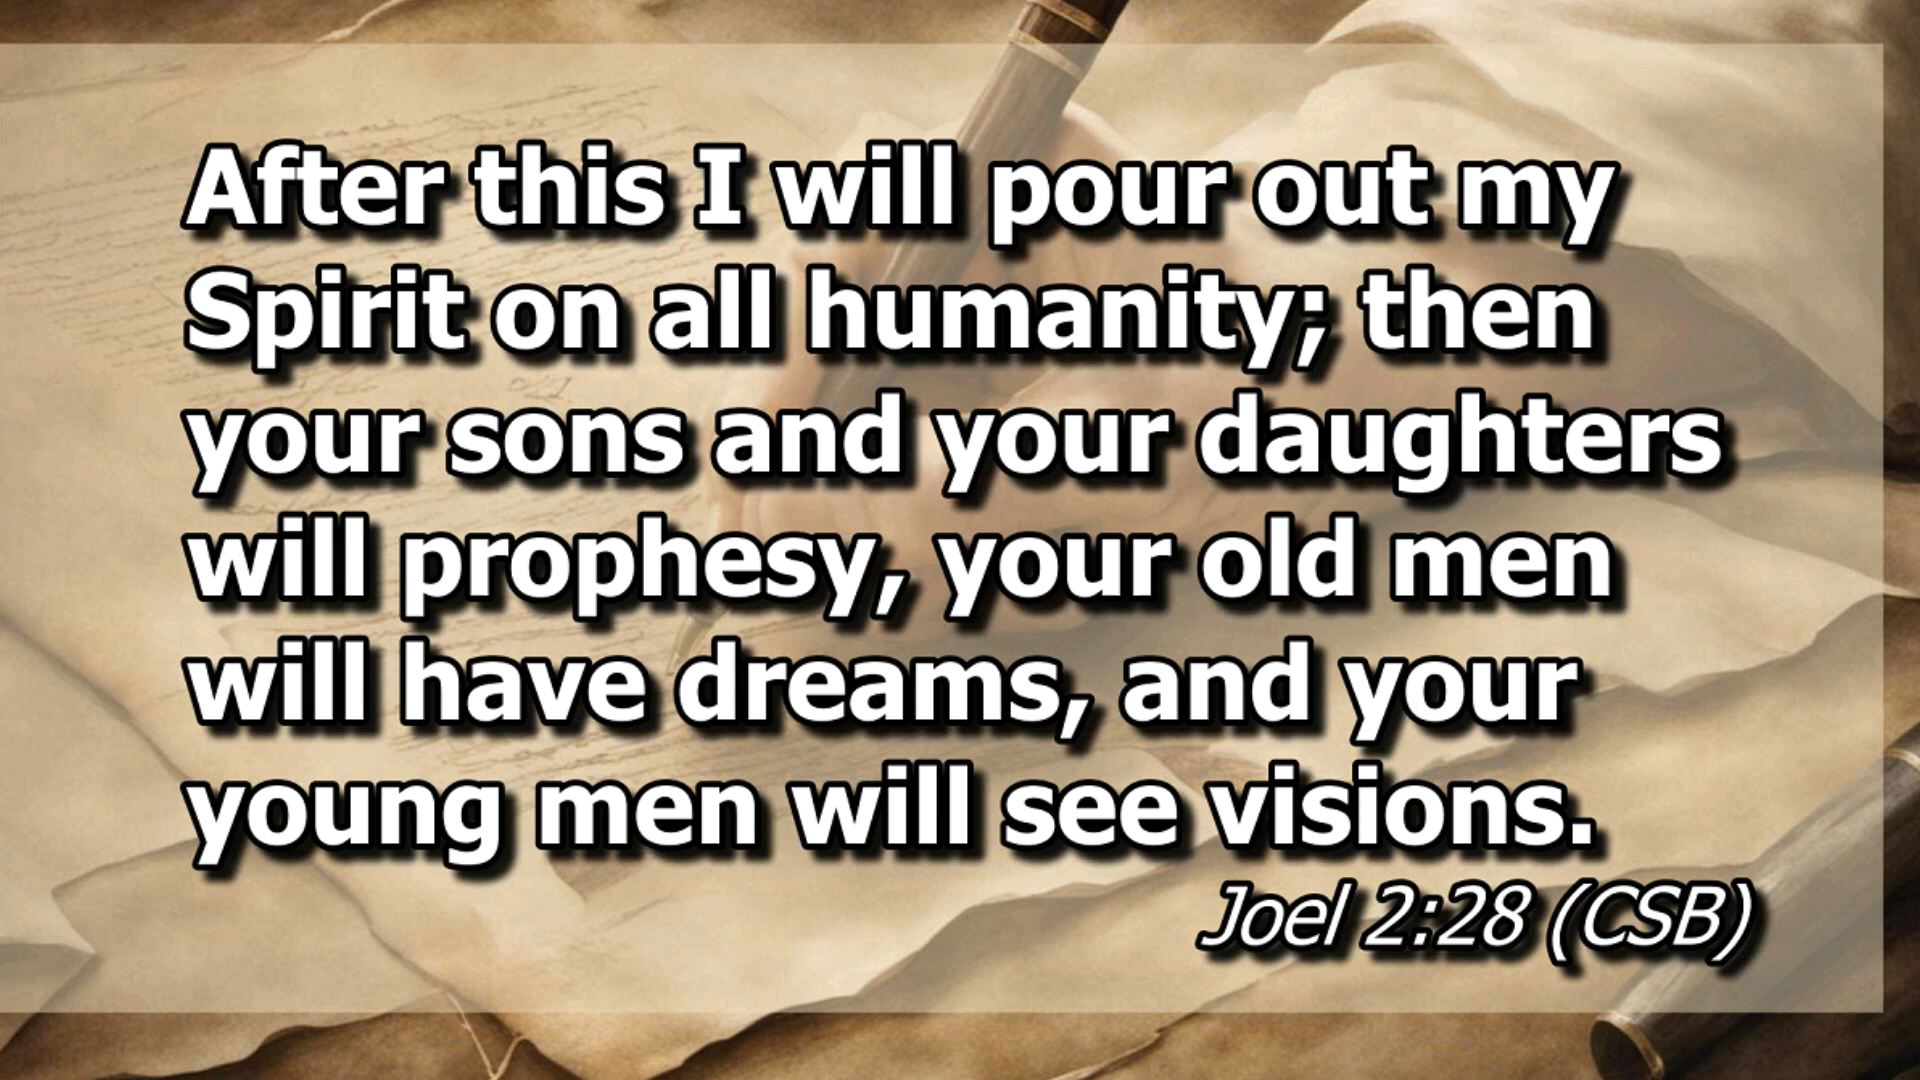 After this I will pour out my
Spirit on all humanity; then
your sons and your daughters
will prophesy, your old men
will have dreams, and your
young men will see visions.
Joel 2:28 (CSB)